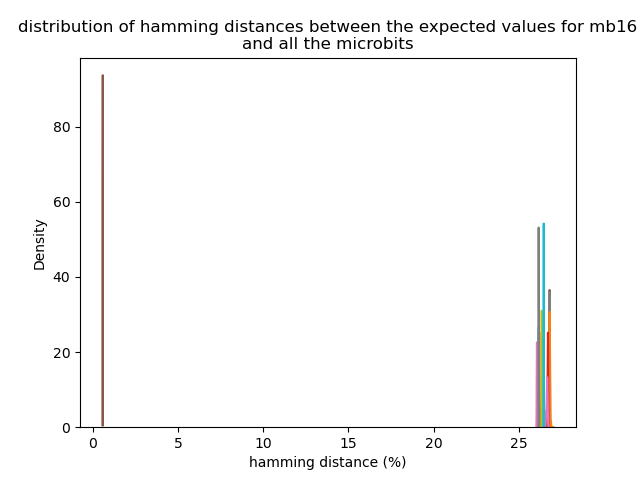 distribution of hamming distances between the expected values for mb16
and all the microbits
80
60
40
20
0
Density
0 5 10 15 20 25
hamming distance (%)